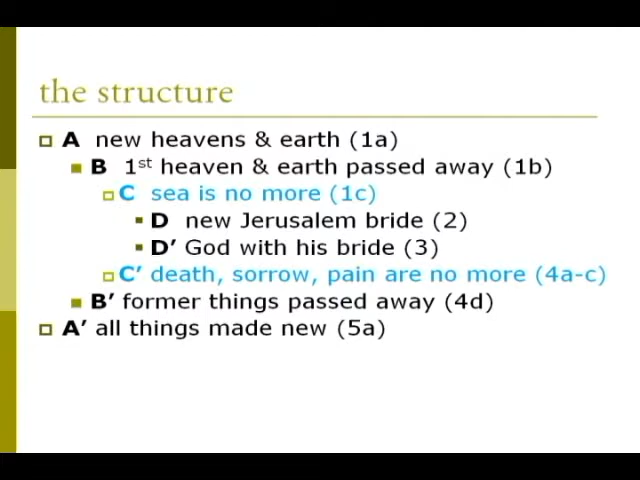 the structure
A new heavens & earth (1a)
B 1st heaven & earth passed away (1b)
C sea is no more (1c)
D new Jerusalem bride (2)
D’ God with his bride (3)
C’ death, sorrow, pain are no more (4a-c)
B’ former things passed away (4d)
A’ all things made new (5a)